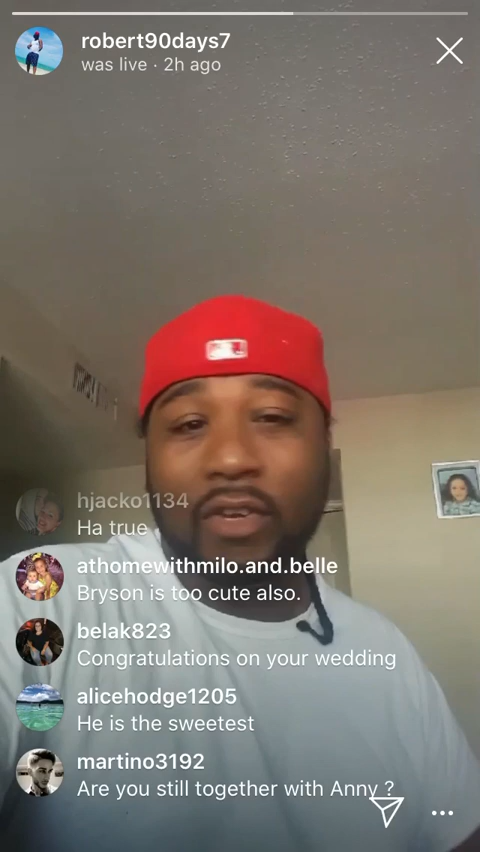 robert90days7
was live · 2h ago
hjacko1134
Ha true
athomewithmilo.and.belle
Bryson is too cute also.
belak823
Congratulations on your wedding
alicehodge1205
He is the sweetest
martino3192
Are you still together with Anny ?